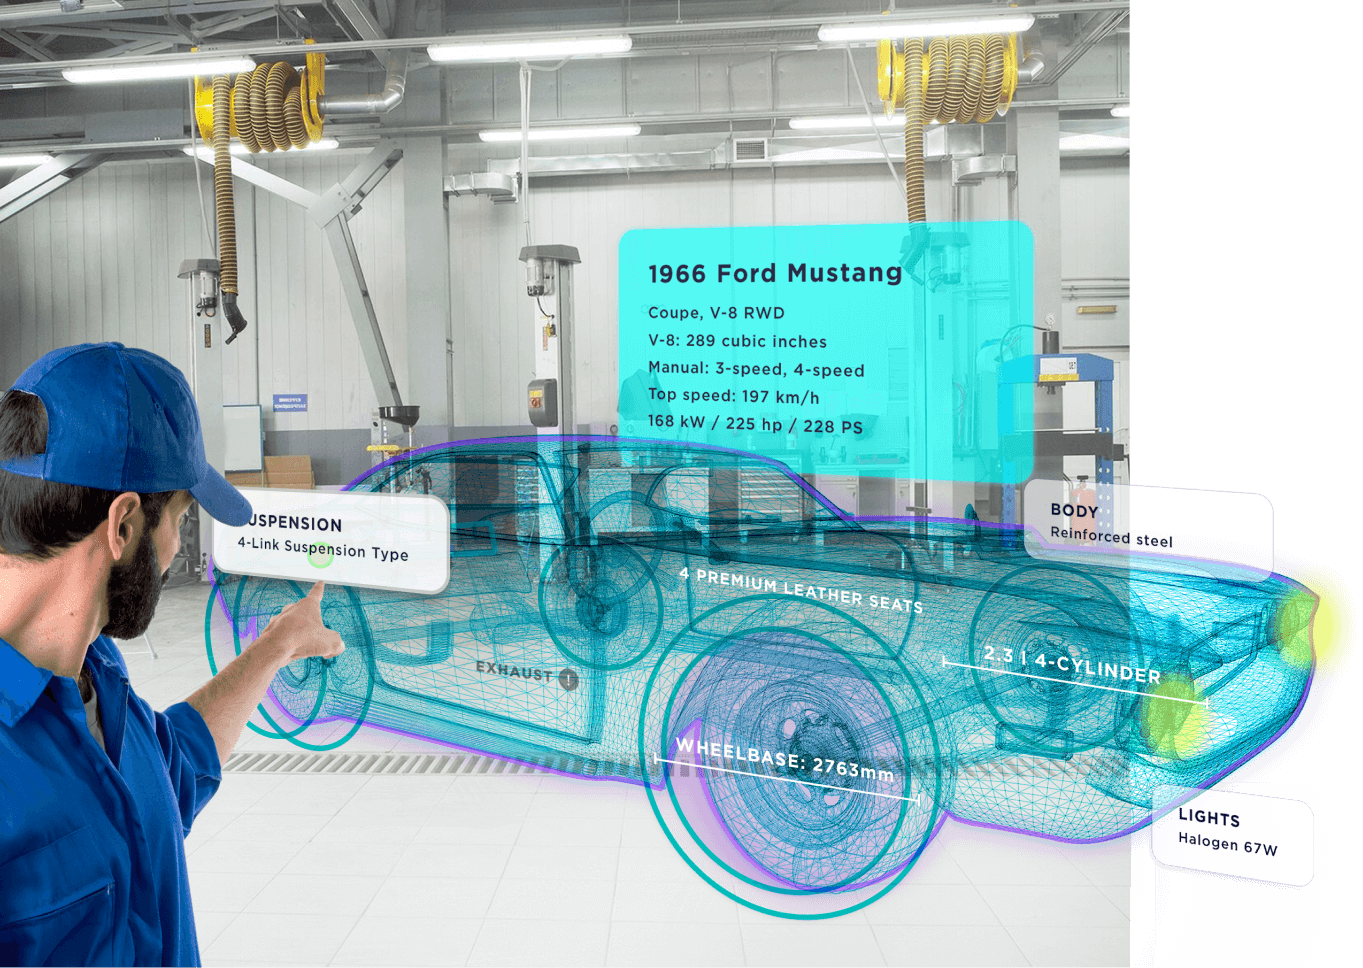 1966 Ford Mustang
Coupe, V-8 RWD
V-8: 289 cubic inches
Manual: 3-speed, 4-speed
Top speed: 197 km/h
168 kW / 225 hp / 228 PS
USPENSION
4-Link Suspension Type
BODY
Reinforced steel
4 PREMIUM LEATHER SEATS
EXHAUST !
2.3 l 4-CYLINDER
WHEELBASE: 2763mm
LIGHTS
Halogen 67W